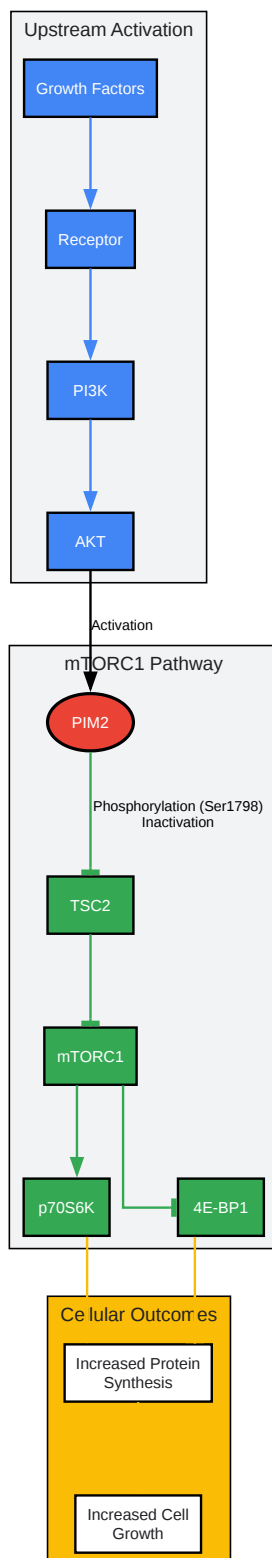 Upstream Activation
Growth Factors
Receptor
PI3K
AKT
Activation
mTORC1 Pathway
PIM2
Phosphorylation (Ser1798)
Inactivation
TSC2
mTORC1
p70S6K
4E-BP1
Cellular Outcomes
Increased Protein
Synthesis
Increased Cell
Growth